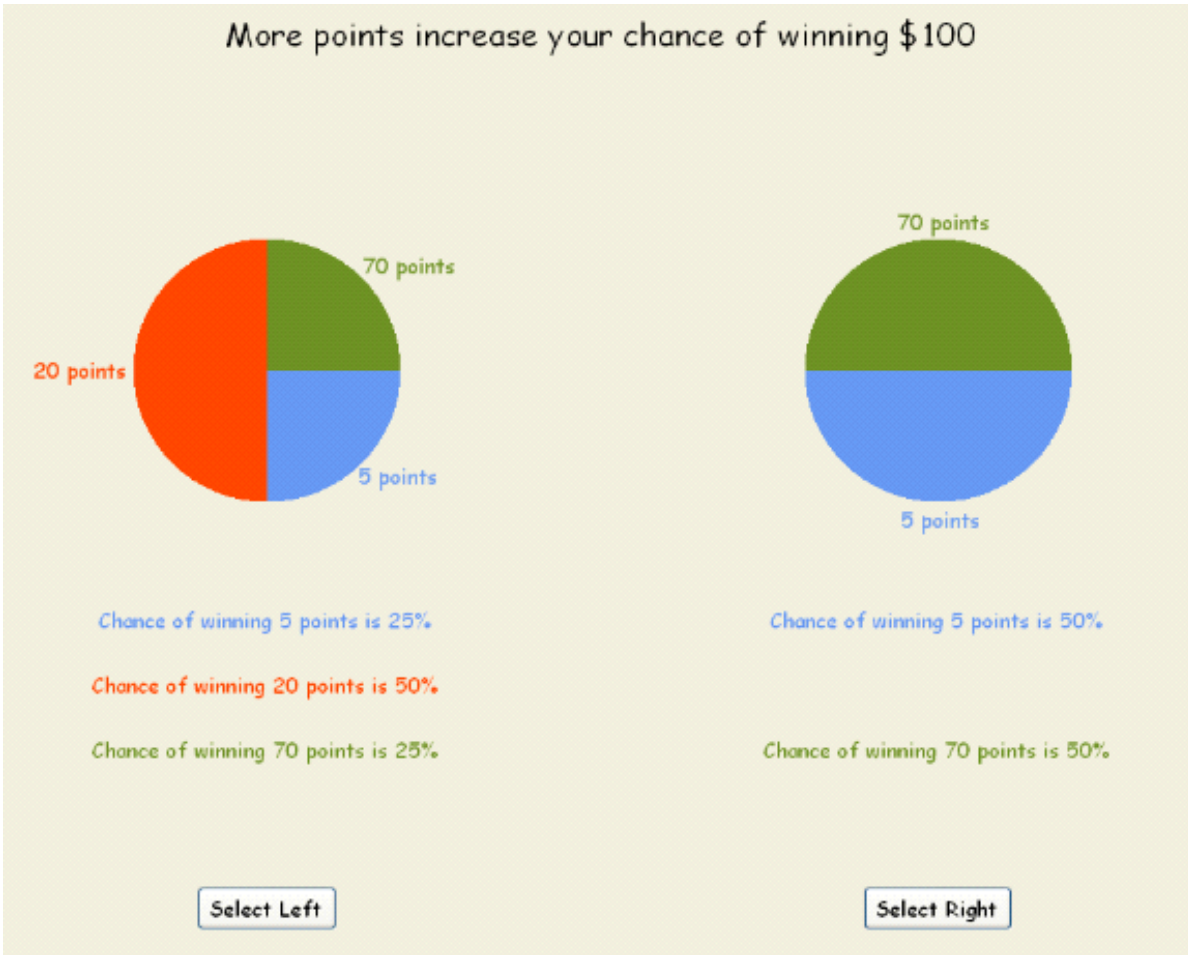 More points increase your chance of winning $100
70 points
20 points
5 points
70 points
5 points
Chance of winning 5 points is 25%
Chance of winning 20 points is 50%
Chance of winning 70 points is 25%
Chance of winning 5 points is 50%
Chance of winning 70 points is 50%
Select Left
Select Right